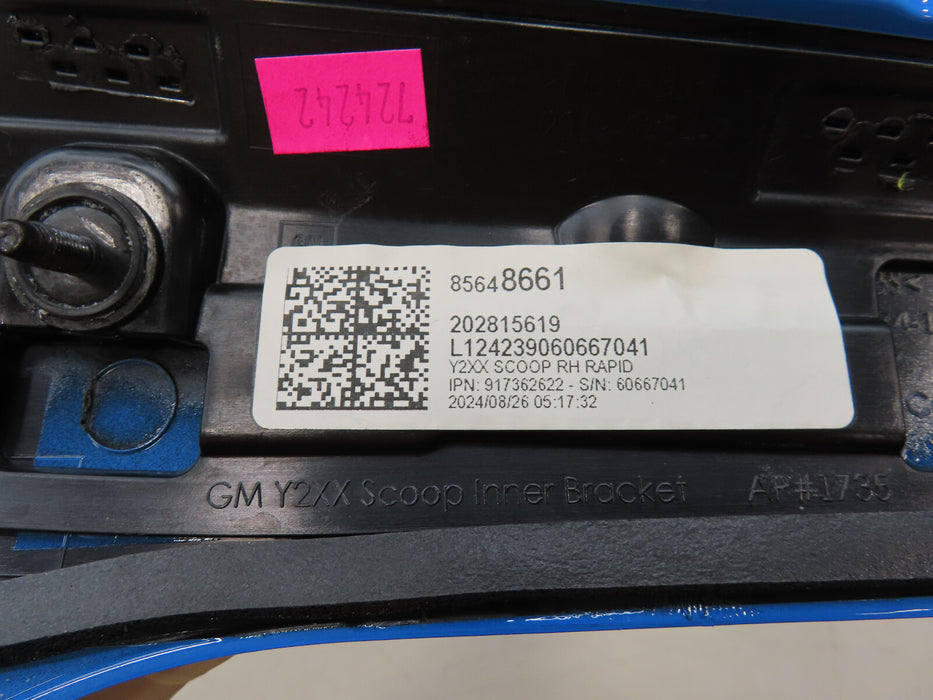 724242
85648661
202815619
L124239060667041
Y2XX SCOOP RH RAPID
IPN: 917362622 - S/N: 60667041
2024/08/26 05:17:32
GM Y2XX Scoop Inner Bracket AP#1735